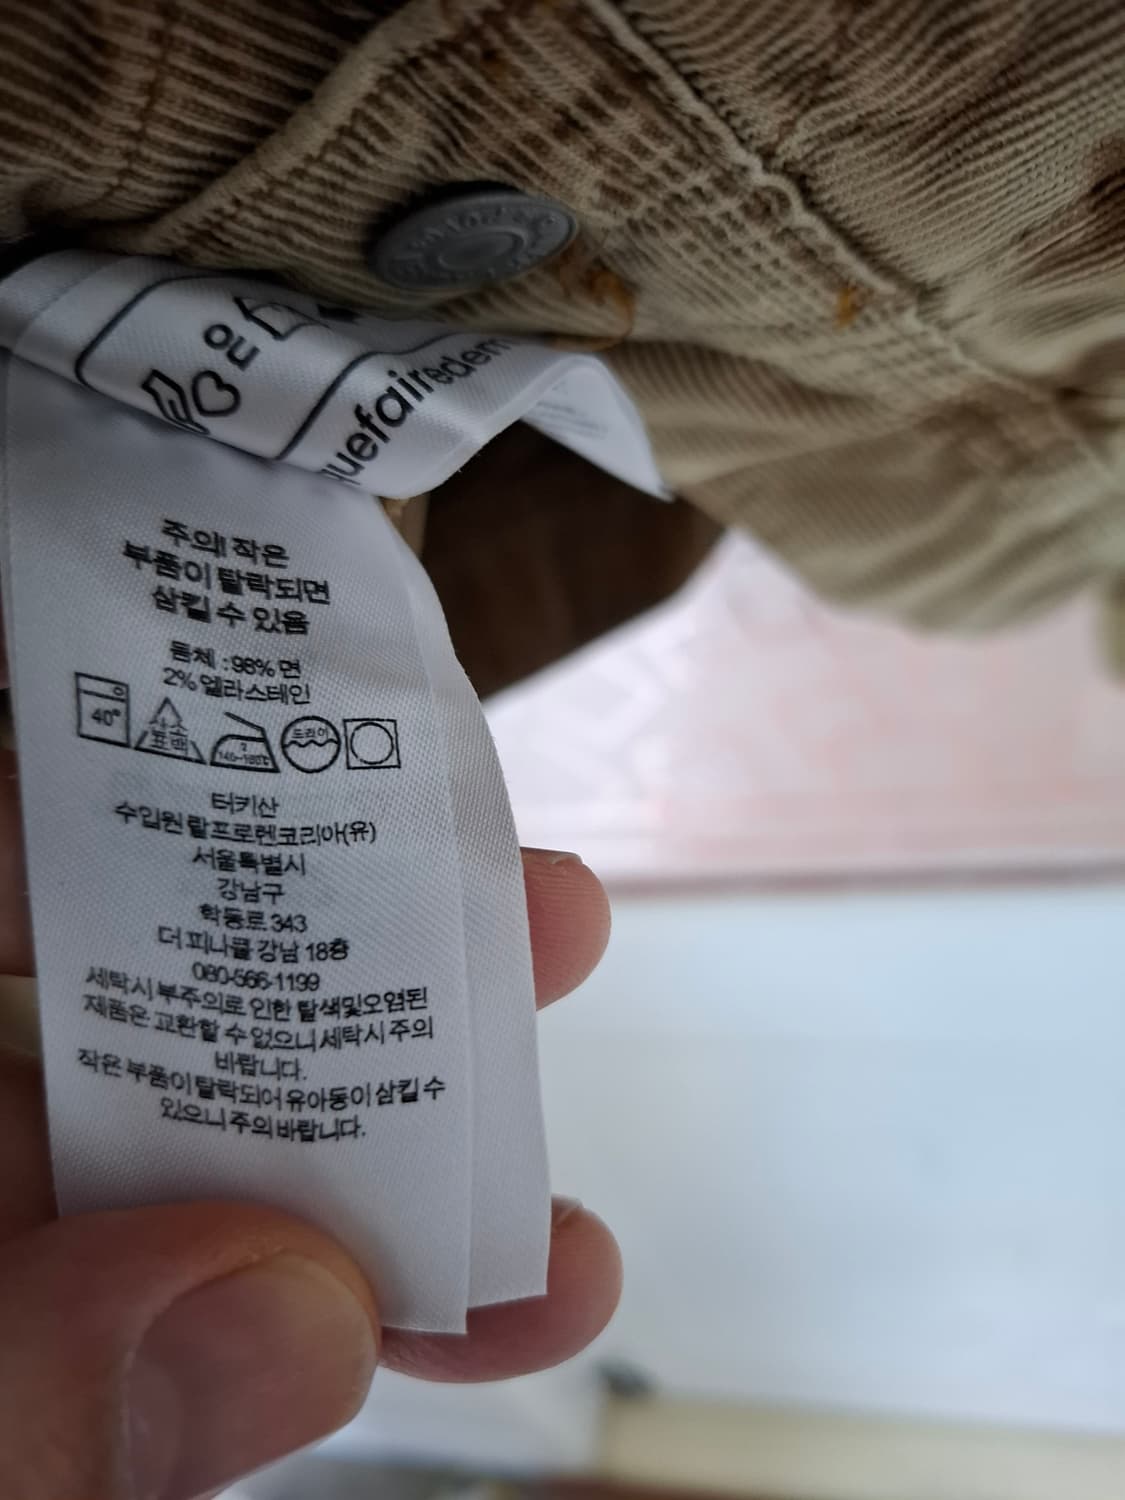 uefairedem
주의! 작은
부품이 탈락되면
삼킬 수 있음
몸체 : 98% 면
2% 엘라스테인
40°
산소
표백
2
140~160℃
드라이
터키산
수입원 랄프로렌코리아(유)
서울특별시
강남구
학동로 343
더 피나클 강남 18층
080-566-1199
세탁시 부주의로 인한 탈색및오염된
제품은 교환할 수 없으니 세탁시 주의
바랍니다.
작은 부품이 탈락되어 유아동이 삼킬 수
있으니 주의 바랍니다.